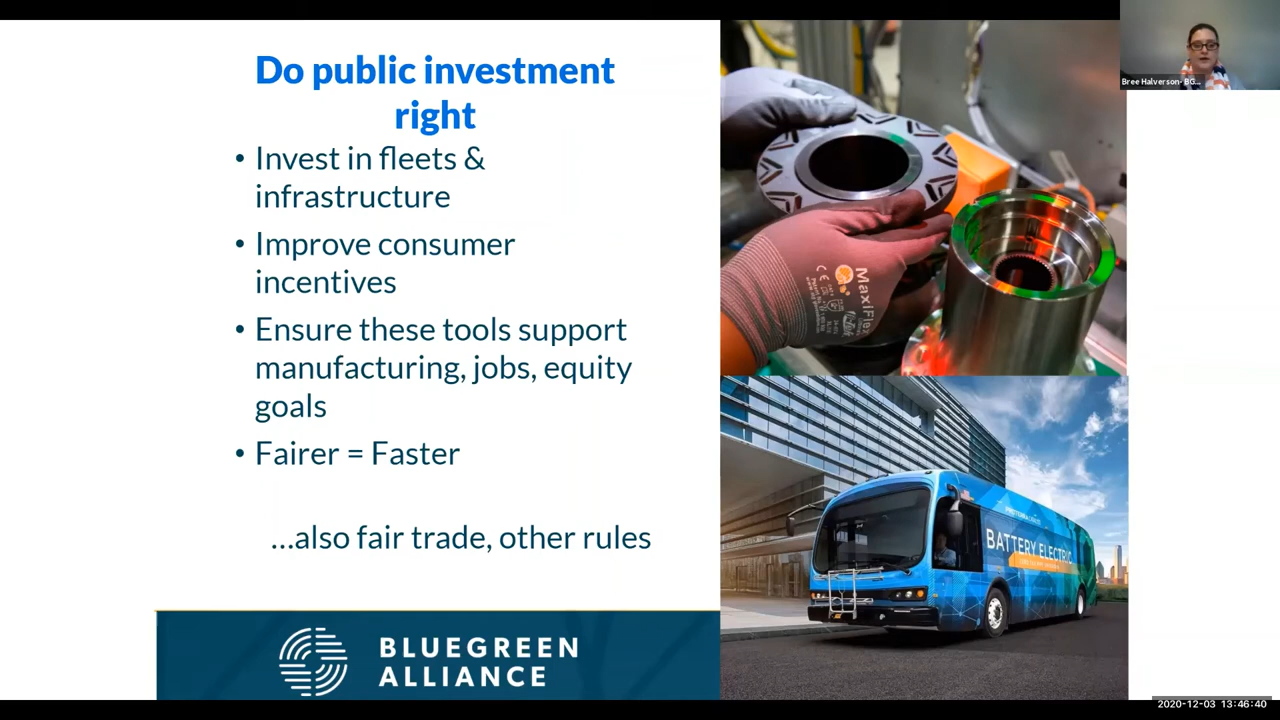 Do public investment
right
• Invest in fleets &
infrastructure
• Improve consumer
incentives
• Ensure these tools support
manufacturing, jobs, equity
goals
• Fairer = Faster
...also fair trade, other rules
BLUEGREEN
ALLIANCE
MaxiFlex
CE
BATTERY ELECTRIC
Bree Halverson- BG...
2020-12-03 13:46:40